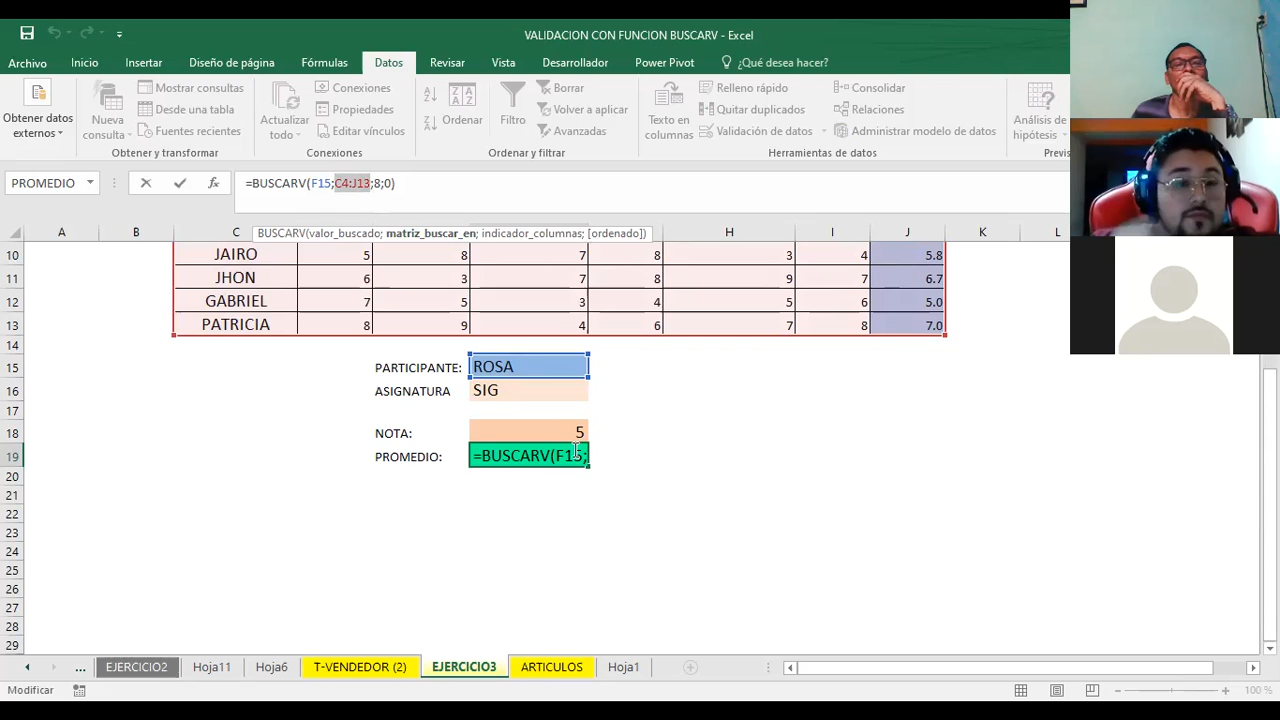 VALIDACION CON FUNCION BUSCARV - Excel
Archivo Inicio Insertar Diseño de página Fórmulas Datos Revisar Vista Desarrollador Power Pivot ¿Qué desea hacer?
Obtener datos externos
Nueva consulta
Mostrar consultas
Desde una tabla
Fuentes recientes
Obtener y transformar
Actualizar todo
Conexiones
Propiedades
Editar vínculos
Conexiones
Ordenar
Filtro
Borrar
Volver a aplicar
Avanzadas
Ordenar y filtrar
Texto en columnas
Relleno rápido
Quitar duplicados
Validación de datos
Consolidar
Relaciones
Administrar modelo de datos
Herramientas de datos
Análisis de hipótesis
Previs
PROMEDIO =BUSCARV(F15;C4:J13;8;0)
BUSCARV(valor_buscado; matriz_buscar_en; indicador_columnas; [ordenado])
A B C H I J K L
10 JAIRO 5 8 7 8 3 4 5.8
11 JHON 6 3 7 8 9 7 6.7
12 GABRIEL 7 5 3 4 5 6 5.0
13 PATRICIA 8 9 4 6 7 8 7.0
14
15 PARTICIPANTE: ROSA
16 ASIGNATURA SIG
17
18 NOTA: 5
19 PROMEDIO: =BUSCARV(F15;
20
21
22
23
24
25
26
27
28
29
... EJERCICIO2 Hoja11 Hoja6 T-VENDEDOR (2) EJERCICIO3 ARTICULOS Hoja1
Modificar 100 %